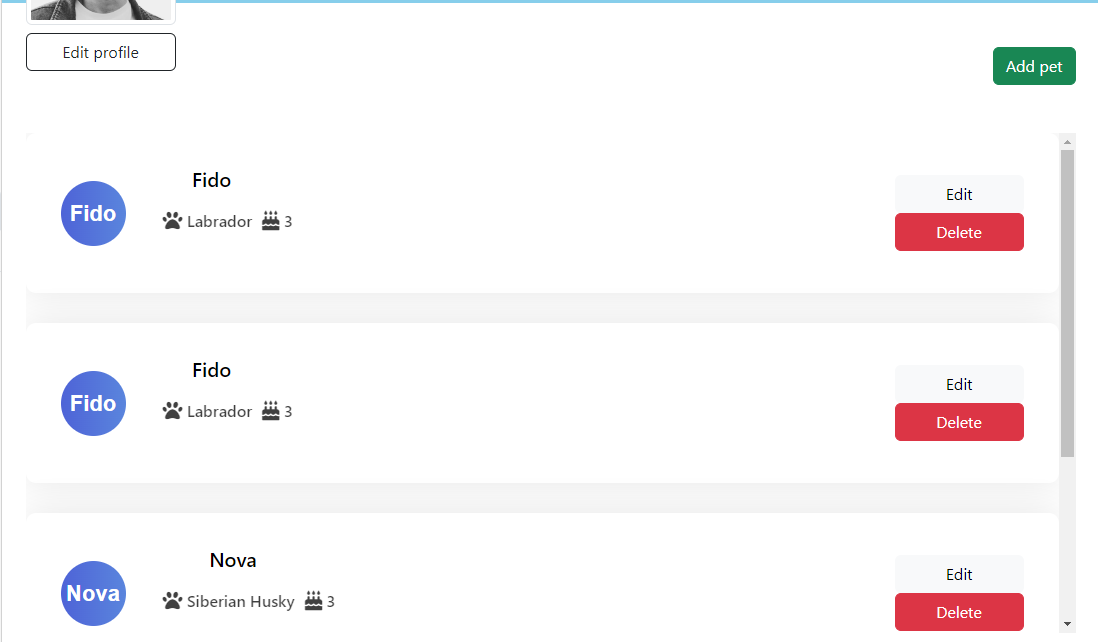 Edit profile
Add pet
Fido
Fido
Labrador 3
Edit
Delete
Fido
Fido
Labrador 3
Edit
Delete
Nova
Nova
Siberian Husky 3
Edit
Delete